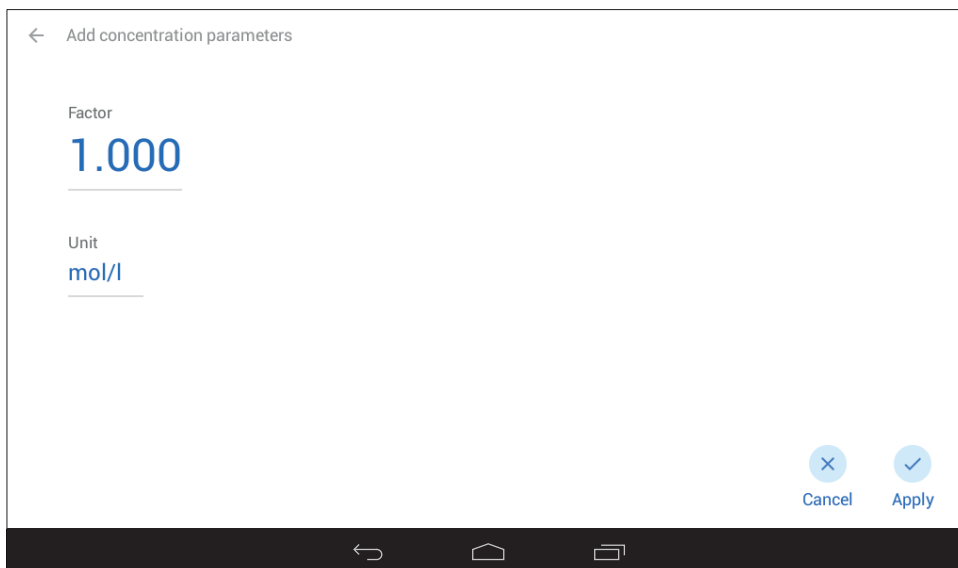 Add concentration parameters
Factor
1.000
Unit
mol/l
Cancel
Apply